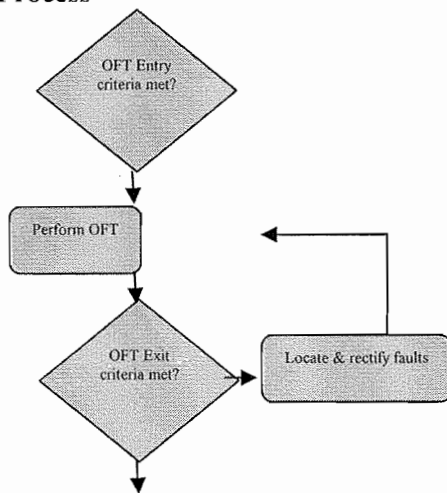 Process
OFT Entry
criteria met?
Perform OFT
OFT Exit
criteria met?
Locate & rectify faults